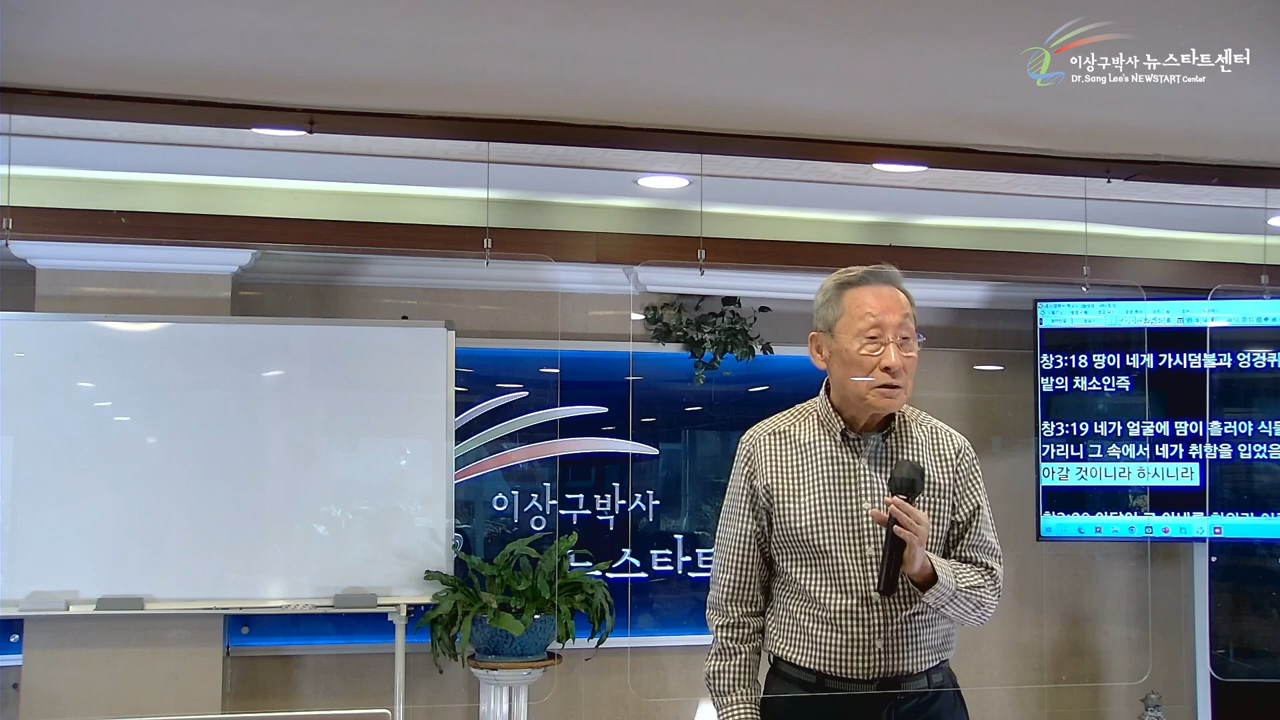 이상구박사 뉴스타트센터
Dr. Sang Lee's NEWSTART Center
창3:18 땅이 네게 가시덤불과 엉겅퀴
밭의 채소인즉
창3:19 네가 얼굴에 땀이 흘러야 식물
가리니 그 속에서 네가 취함을 입었음
아갈 것이니라 하시니라
이상구박사
뉴스타트